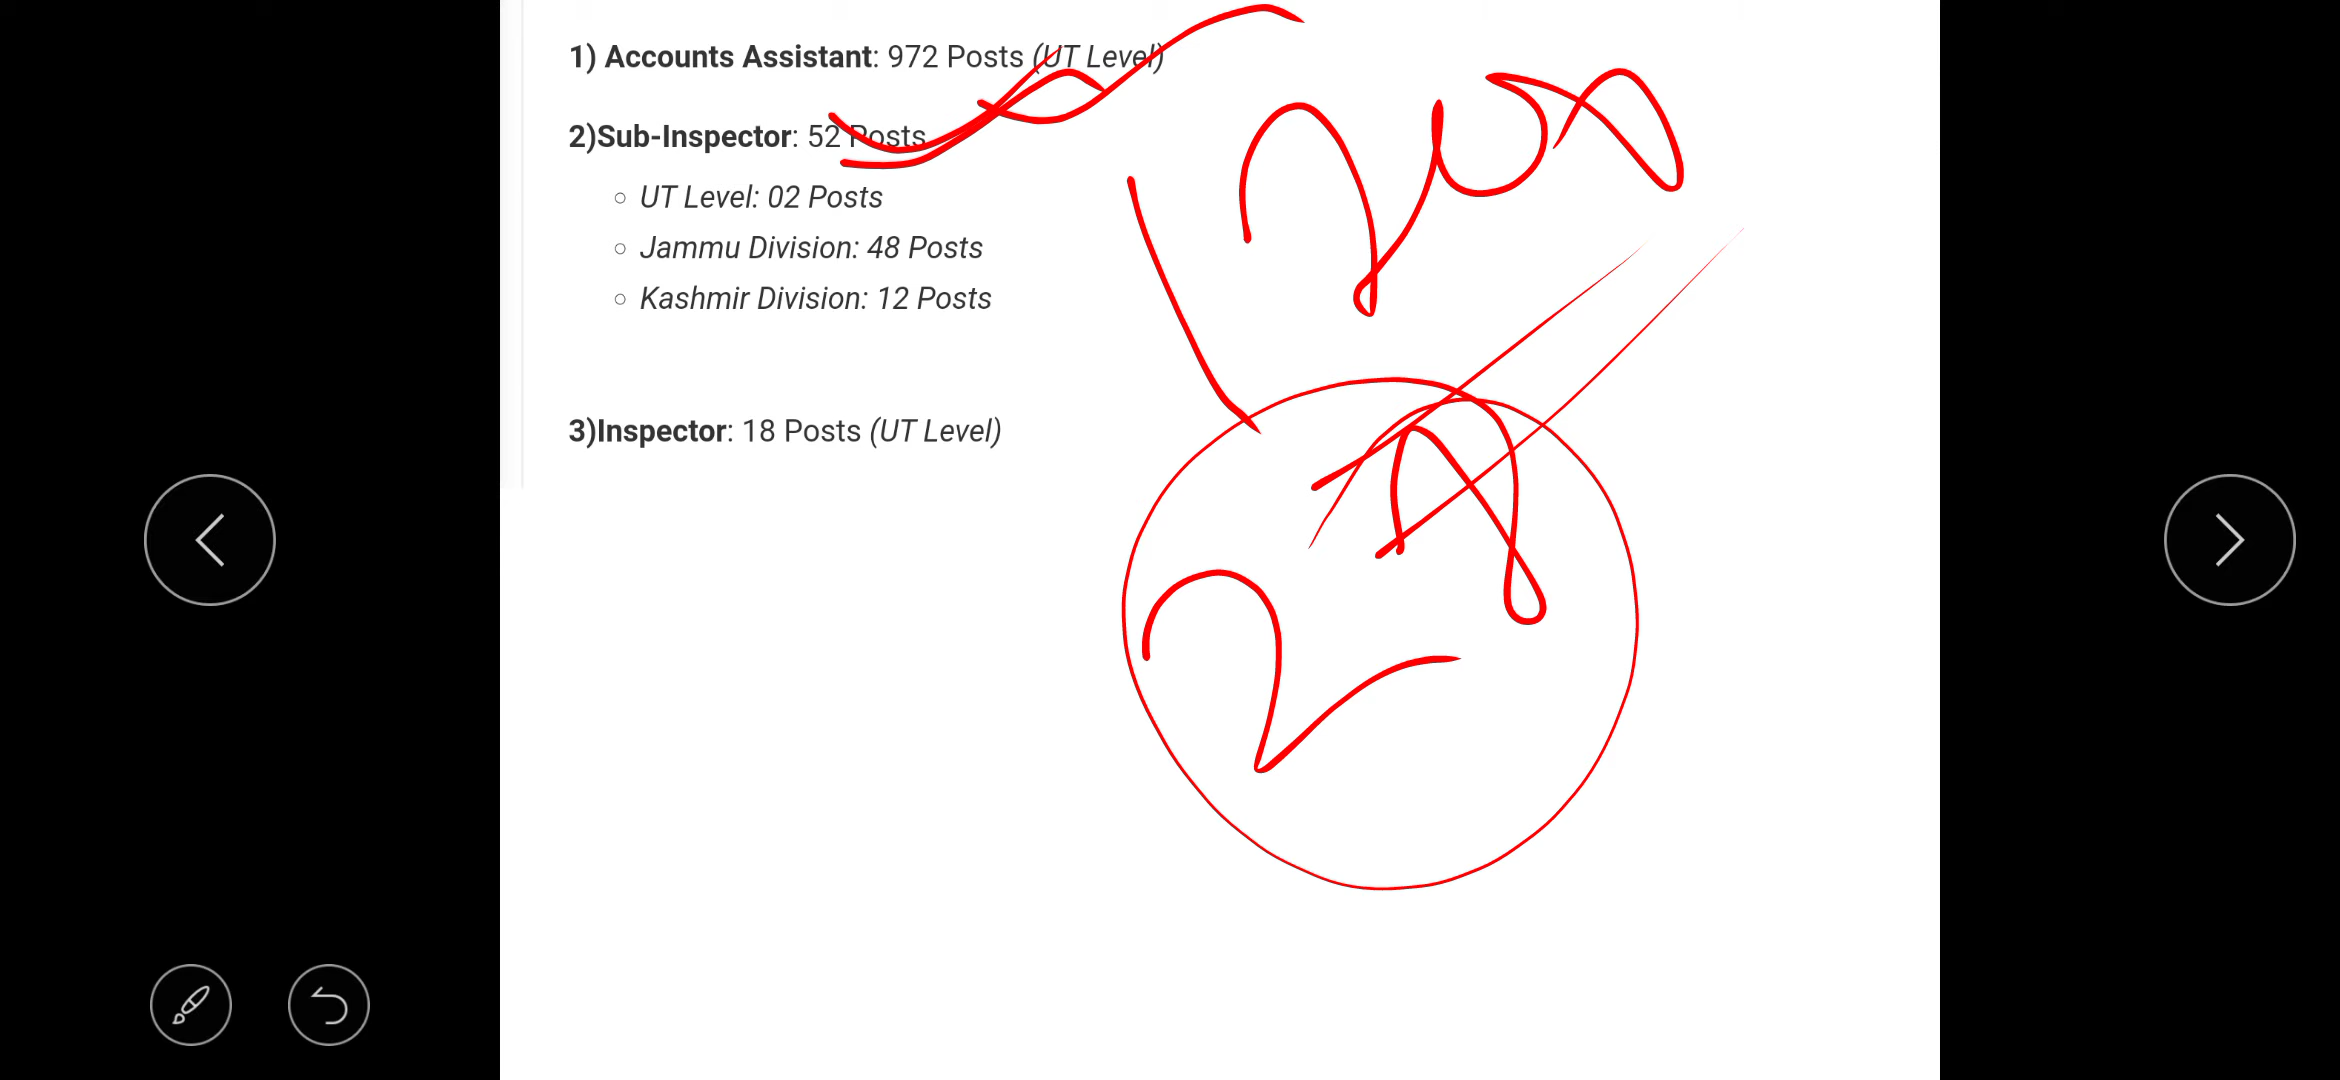 1) Accounts Assistant: 972 Posts (UT Level)
2)Sub-Inspector: 52 Posts
UT Level: 02 Posts
Jammu Division: 48 Posts
Kashmir Division: 12 Posts
3)Inspector: 18 Posts (UT Level)